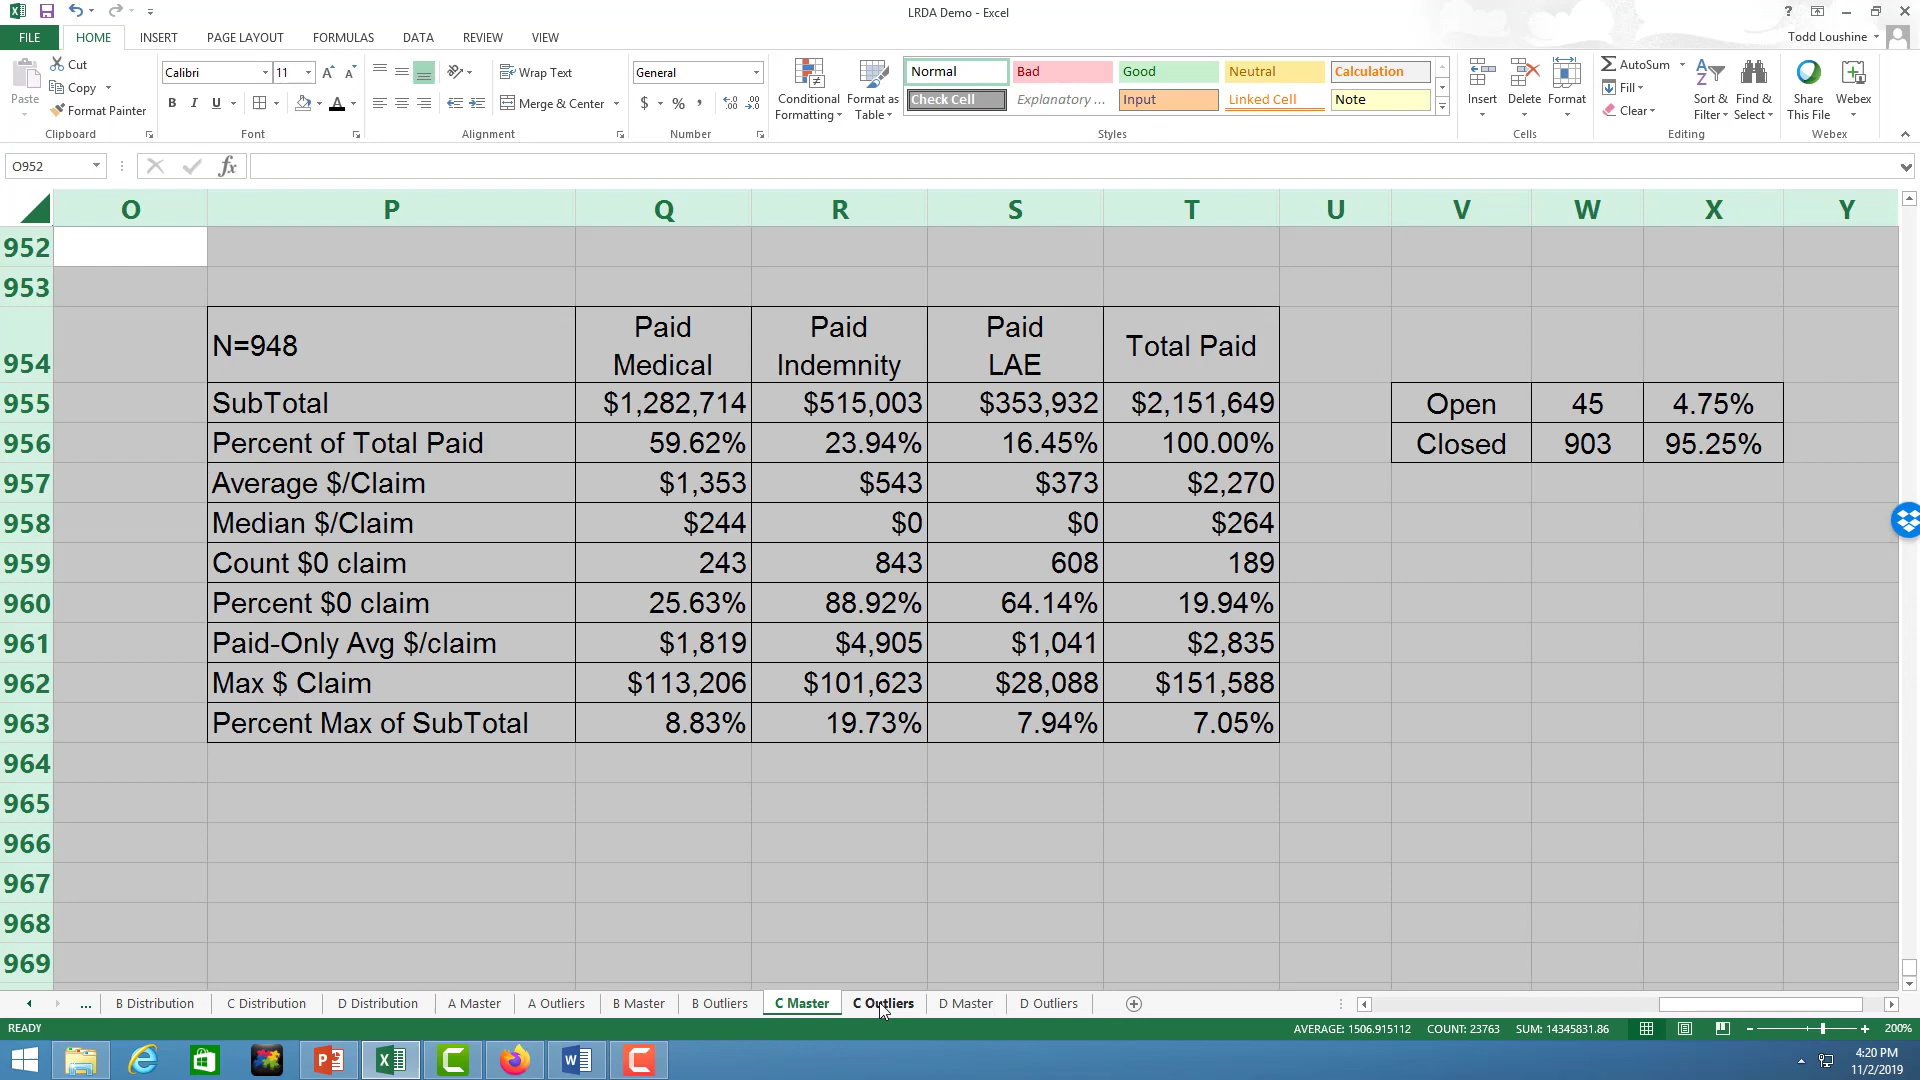 LRDA Demo - Excel
?
FILE HOME INSERT PAGE LAYOUT FORMULAS DATA REVIEW VIEW
Todd Loushine
Paste
Cut
Copy
Format Painter
Clipboard
Calibri 11
B I U
Font
Wrap Text
Merge & Center
Alignment
General
$ %
Number
Conditional Formatting
Format as Table
Normal Bad Good Neutral Calculation
Check Cell Explanatory ... Input Linked Cell Note
Styles
Insert Delete Format
Cells
AutoSum
Fill
Clear
Sort & Filter
Find & Select
Editing
Share This File
Webex
Webex
O952
fx
O P Q R S T U V W X Y
952
953
954 N=948 Paid Medical Paid Indemnity Paid LAE Total Paid
955 SubTotal $1,282,714 $515,003 $353,932 $2,151,649 Open 45 4.75%
956 Percent of Total Paid 59.62% 23.94% 16.45% 100.00% Closed 903 95.25%
957 Average $/Claim $1,353 $543 $373 $2,270
958 Median $/Claim $244 $0 $0 $264
959 Count $0 claim 243 843 608 189
960 Percent $0 claim 25.63% 88.92% 64.14% 19.94%
961 Paid-Only Avg $/claim $1,819 $4,905 $1,041 $2,835
962 Max $ Claim $113,206 $101,623 $28,088 $151,588
963 Percent Max of SubTotal 8.83% 19.73% 7.94% 7.05%
964
965
966
967
968
969
... B Distribution C Distribution D Distribution A Master A Outliers B Master B Outliers C Master C Outliers D Master D Outliers
READY AVERAGE: 1506.915112 COUNT: 23763 SUM: 14345831.86 200%
4:20 PM
11/2/2019